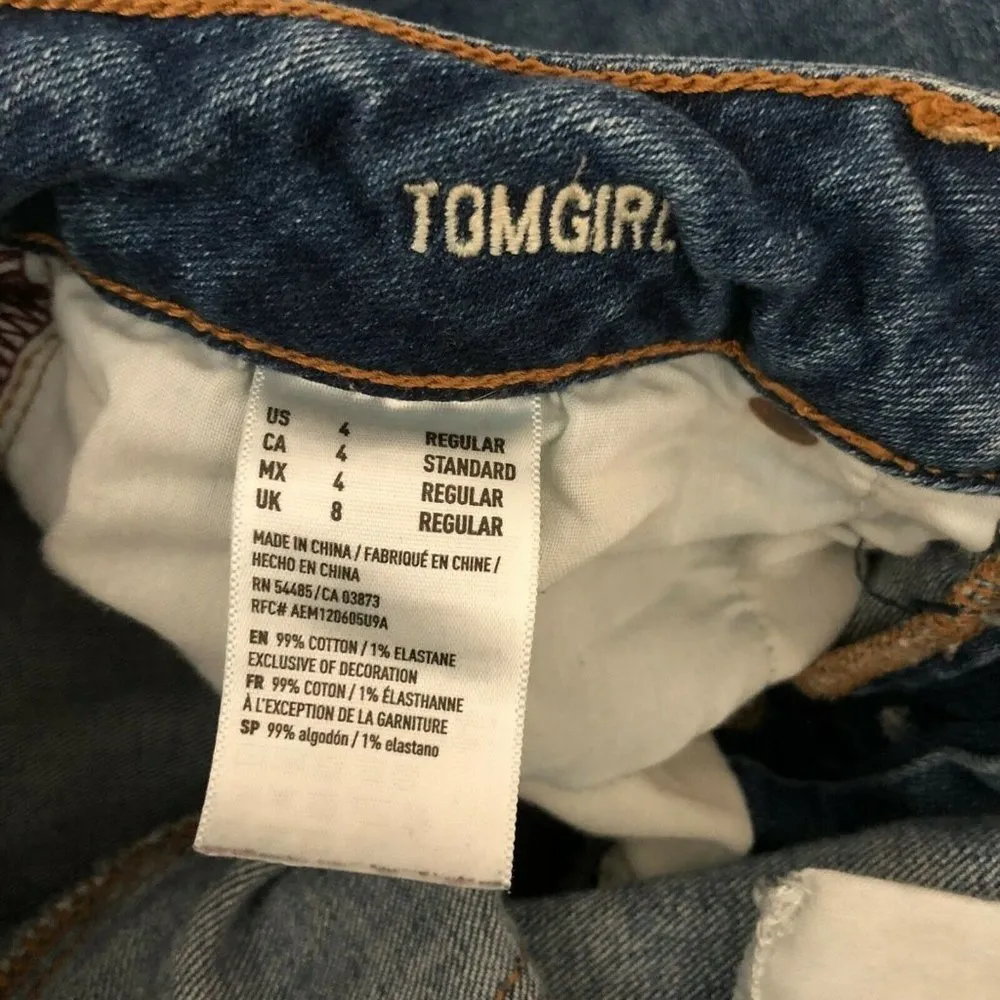 TOMGIRL
US 4 REGULAR
CA 4 STANDARD
MX 4 REGULAR
UK 8 REGULAR
MADE IN CHINA / FABRIQUÉ EN CHINE /
HECHO EN CHINA
RN 54485 / CA 03873
RFC# AEM120605U9A
EN 99% COTTON / 1% ELASTANE
EXCLUSIVE OF DECORATION
FR 99% COTON / 1% ÉLASTHANNE
À L'EXCEPTION DE LA GARNITURE
SP 99% algodón / 1% elastano